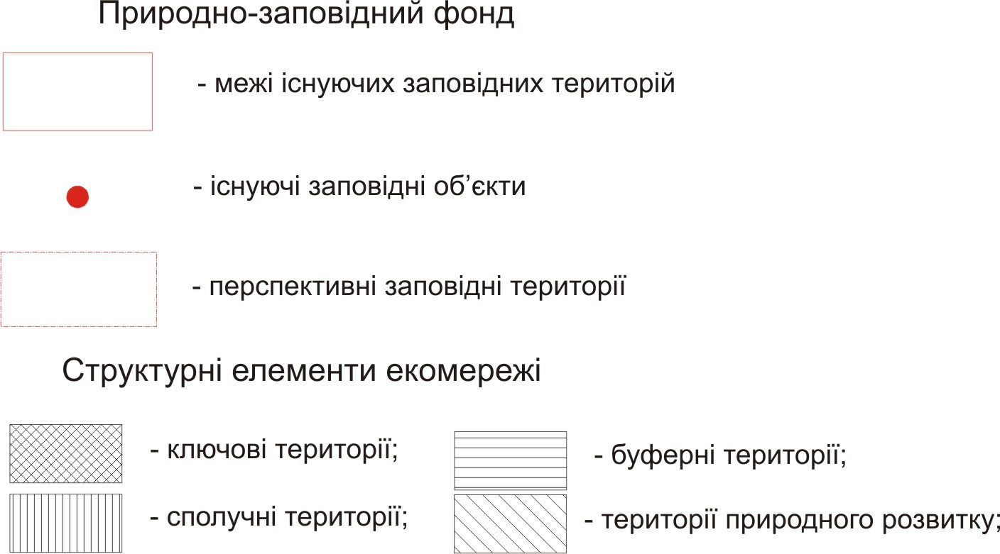 Природно-заповідний фонд
- межі існуючих заповідних територій
- існуючі заповідні об’єкти
- перспективні заповідні території
Структурні елементи екомережі
- ключові території;
- буферні території;
- сполучні території;
- території природного розвитку;